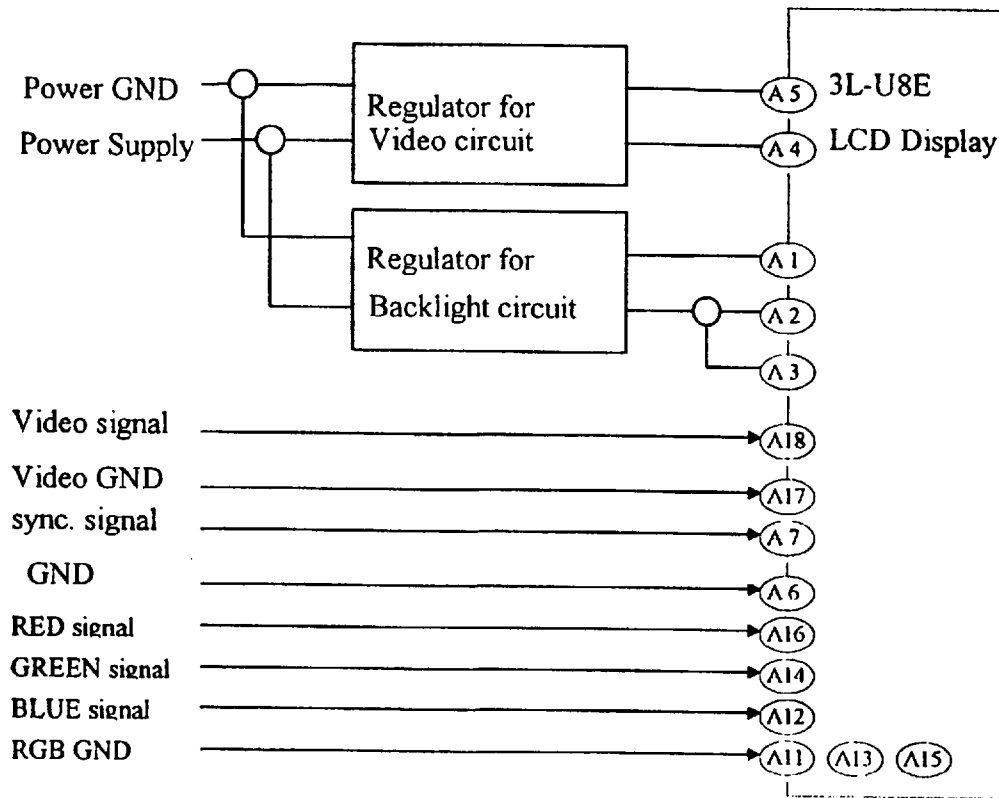 Power GND
Power Supply
Regulator for
Video circuit
A5
3L-U8E
A4
LCD Display
Regulator for
Backlight circuit
A1
A2
A3
Video signal
A18
Video GND
A17
sync. signal
A7
GND
A6
RED signal
A16
GREEN signal
A14
BLUE signal
A12
RGB GND
A11 A13 A15